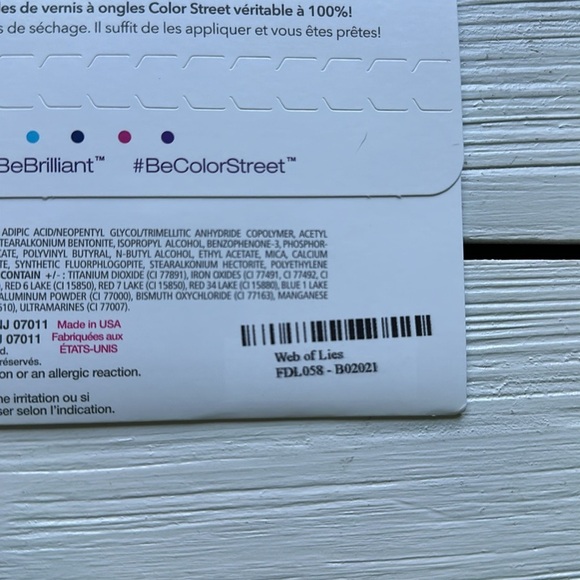 les de vernis à ongles Color Street véritable à 100%!
s de séchage. Il suffit de les appliquer et vous êtes prêtes!
BeBrilliant™ #BeColorStreet™
ADIPIC ACID/NEOPENTYL GLYCOL/TRIMELLITIC ANHYDRIDE COPOLYMER, ACETYL
TEARALKONIUM BENTONITE, ISOPROPYL ALCOHOL, BENZOPHENONE-3, PHOSPHOR-
CATE, POLYVINYL BUTYRAL, N-BUTYL ALCOHOL, ETHYL ACETATE, MICA, CALCIUM
TE, SYNTHETIC FLUORPHLOGOPITE, STEARALKONIUM HECTORITE, POLYETHYLENE
CONTAIN +/- : TITANIUM DIOXIDE (CI 77891), IRON OXIDES (CI 77491, CI 77492, CI
, RED 6 LAKE (CI 15850), RED 7 LAKE (CI 15850), RED 34 LAKE (CI 15880), BLUE 1 LAKE
ALUMINUM POWDER (CI 77000), BISMUTH OXYCHLORIDE (CI 77163), MANGANESE
510), ULTRAMARINES (CI 77007).
NJ 07011 Made in USA
J 07011 Fabriquées aux
d. ÉTATS-UNIS
réservés.
on or an allergic reaction.
ne irritation ou si
ser selon l'indication.
Web of Lies
FDL058 - B02021